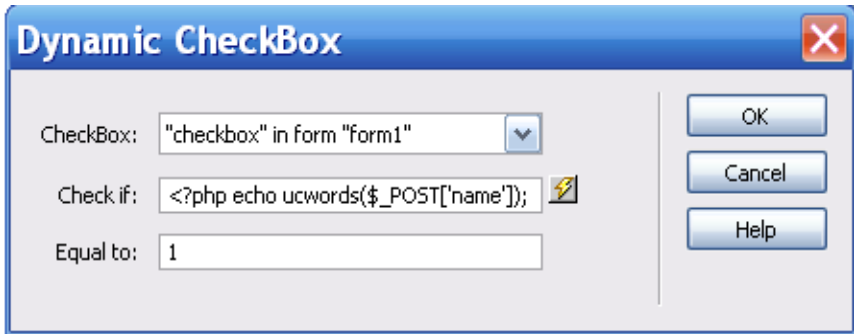 Dynamic CheckBox
CheckBox: "checkbox" in form "form1"
Check if: <?php echo ucwords($_POST['name']);
Equal to: 1
OK
Cancel
Help